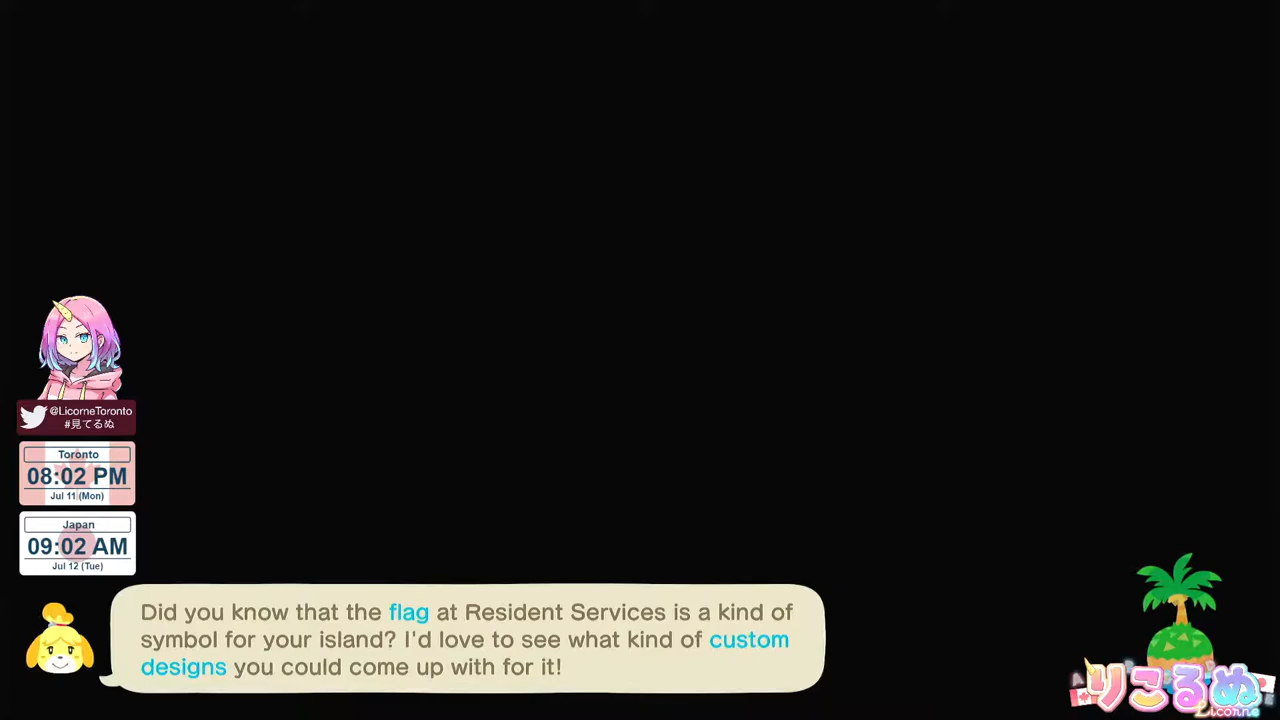 @LicorneToronto
#見てるぬ
Toronto
08:02 PM
Jul 11 (Mon)
Japan
09:02 AM
Jul 12 (Tue)
Did you know that the flag at Resident Services is a kind of
symbol for your island? I'd love to see what kind of custom
designs you could come up with for it!
りこるぬ
Licorne